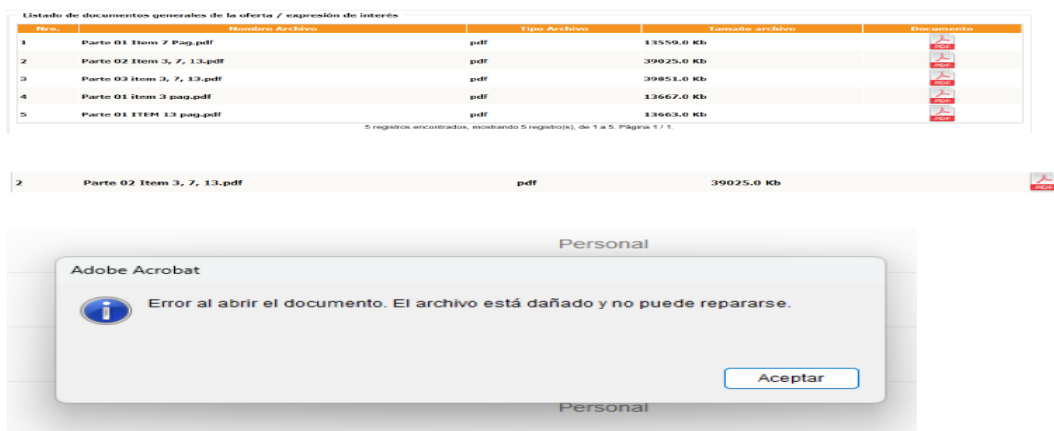 Listado de documentos generales de la oferta / expresión de interés
Nro. Nombre Archivo Tipo Archivo Tamaño archivo Documento
1 Parte 01 Item 7 Pag.pdf pdf 13559.0 Kb PDF
2 Parte 02 Item 3, 7, 13.pdf pdf 39025.0 Kb PDF
3 Parte 03 item 3, 7, 13.pdf pdf 39851.0 Kb PDF
4 Parte 01 item 3 pag.pdf pdf 13667.0 Kb PDF
5 Parte 01 ITEM 13 pag.pdf pdf 13663.0 Kb PDF
5 registros encontrados, mostrando 5 registro(s), de 1 a 5. Página 1 / 1.
2 Parte 02 Item 3, 7, 13.pdf pdf 39025.0 Kb PDF
Personal
Adobe Acrobat
Error al abrir el documento. El archivo está dañado y no puede repararse.
Aceptar
Personal